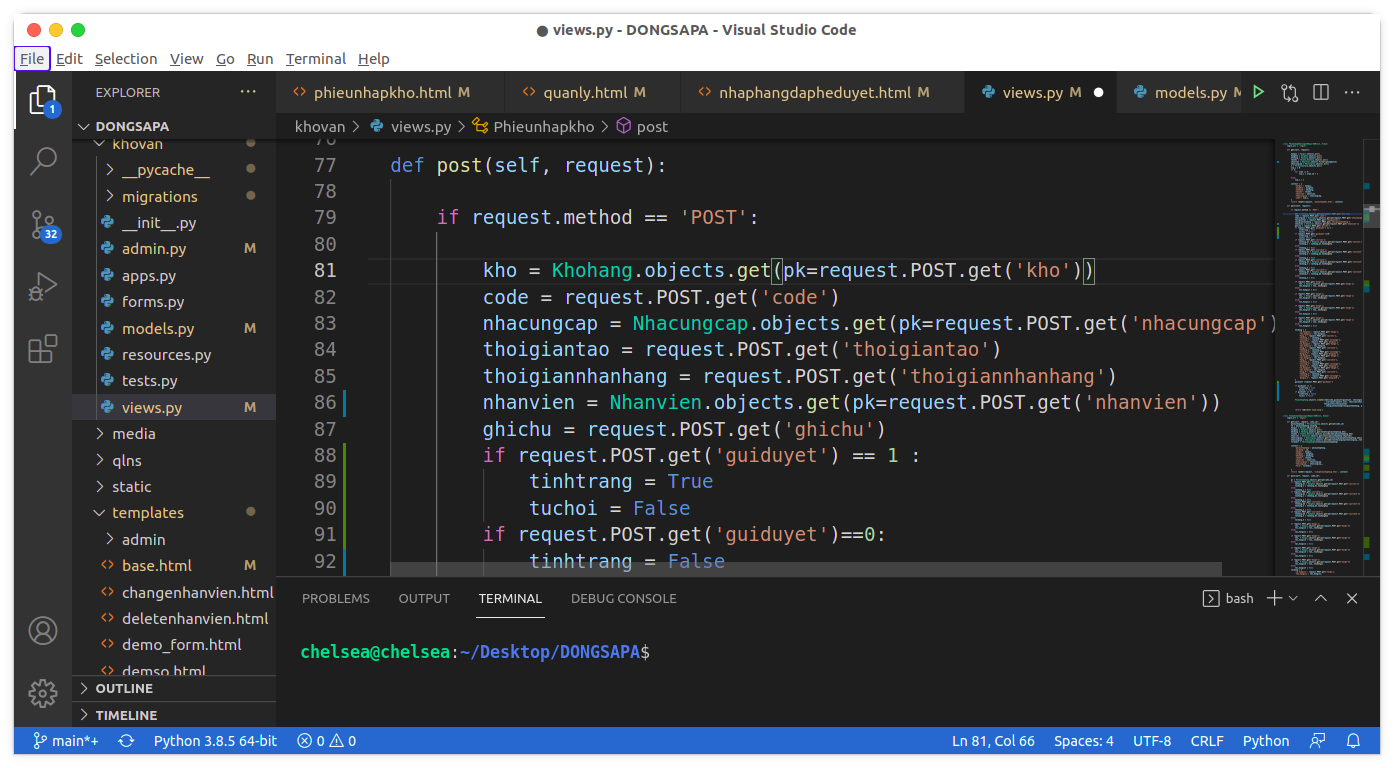 ● views.py - DONGSAPA - Visual Studio Code
File Edit Selection View Go Run Terminal Help
1
32
EXPLORER ···
DONGSAPA
khovan
__pycache__
migrations
__init__.py
admin.py M
apps.py
forms.py
models.py M
resources.py
tests.py
views.py M
media
qlns
static
templates
admin
base.html M
changenhanvien.html
deletenhanvien.html
demo_form.html
demso.html
OUTLINE
TIMELINE
phieunhapkho.html M quanly.html M nhaphangdapheduyet.html M views.py M ● models.py M
khovan > views.py > Phieunhapkho > post
76
77 def post(self, request):
78
79 if request.method == 'POST':
80
81 kho = Khohang.objects.get(pk=request.POST.get('kho'))
82 code = request.POST.get('code')
83 nhacungcap = Nhacungcap.objects.get(pk=request.POST.get('nhacungcap')
84 thoigiantao = request.POST.get('thoigiantao')
85 thoigiannhanhang = request.POST.get('thoigiannhanhang')
86 nhanvien = Nhanvien.objects.get(pk=request.POST.get('nhanvien'))
87 ghichu = request.POST.get('ghichu')
88 if request.POST.get('guiduyet') == 1 :
89 tinhtrang = True
90 tuchoi = False
91 if request.POST.get('guiduyet')==0:
92 tinhtrang = False
PROBLEMS OUTPUT TERMINAL DEBUG CONSOLE bash
chelsea@chelsea:~/Desktop/DONGSAPA$
main*+ Python 3.8.5 64-bit 0 0 Ln 81, Col 66 Spaces: 4 UTF-8 CRLF Python